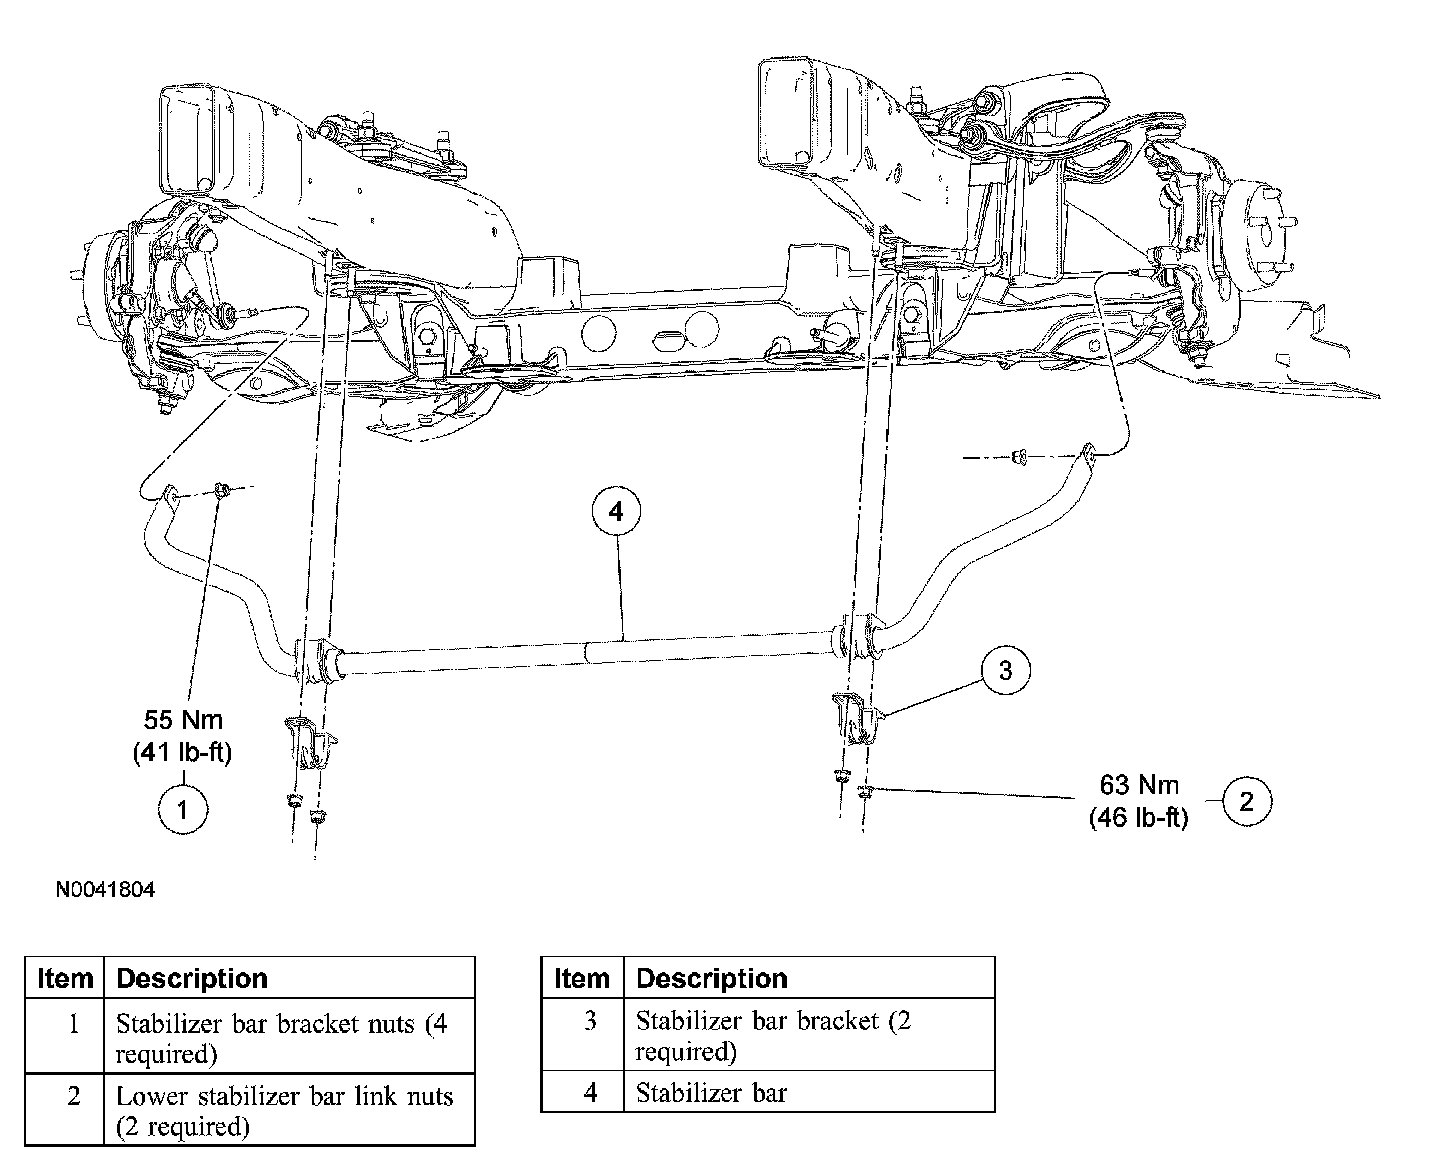 4
3
55 Nm
(41 lb-ft)
1
63 Nm
(46 lb-ft)
2
N0041804
Item Description
1 Stabilizer bar bracket nuts (4
required)
2 Lower stabilizer bar link nuts
(2 required)
Item Description
3 Stabilizer bar bracket (2
required)
4 Stabilizer bar